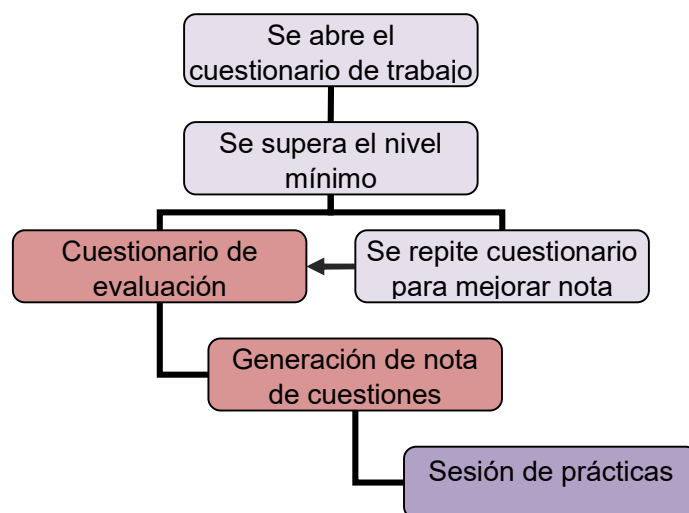 Se abre el
cuestionario de trabajo
Se supera el nivel
mínimo
Cuestionario de
evaluación
Se repite cuestionario
para mejorar nota
Generación de nota
de cuestiones
Sesión de prácticas